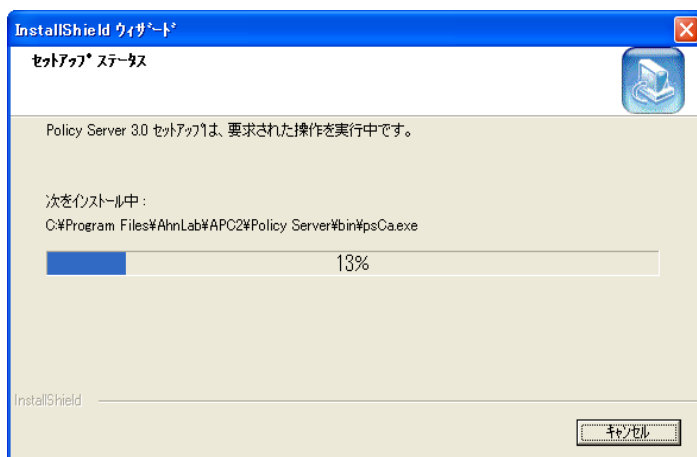 InstallShield ウィザード
セットアップ ステータス
Policy Server 3.0 セットアップは、要求された操作を実行中です。
次をインストール中 :
C:¥Program Files¥AhnLab¥APC2¥Policy Server¥bin¥psCa.exe
13%
InstallShield
キャンセル